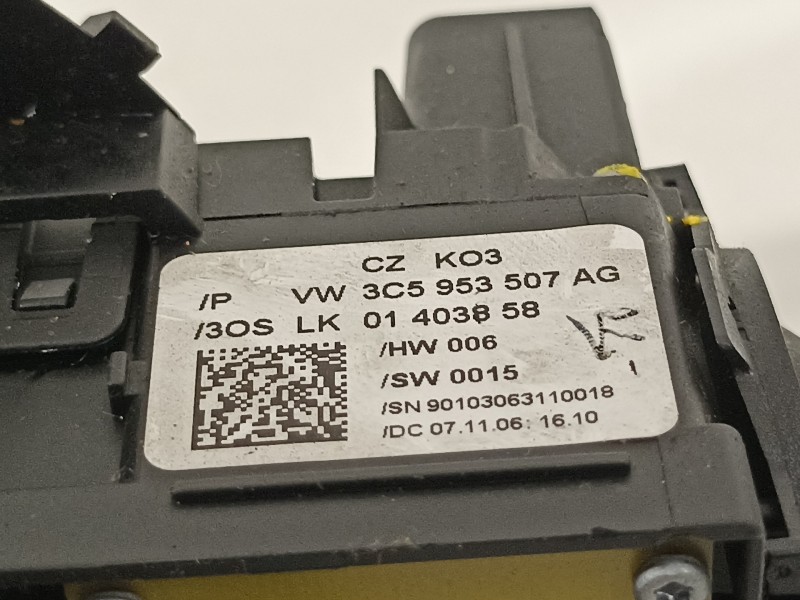 CZ KO3
/P VW 3C5 953 507 AG
/3OS LK 01 4038 58
/HW 006
/SW 0015
/SN 90103063110018
/DC 07.11.06: 16.10